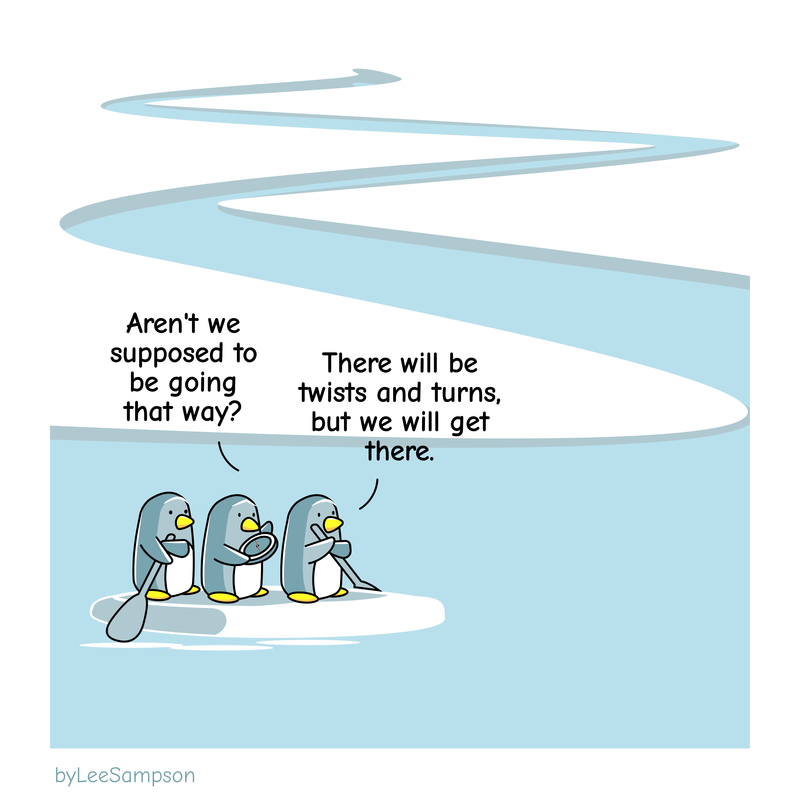 Aren't we
supposed to
be going
that way?
There will be
twists and turns,
but we will get
there.
byLeeSampson